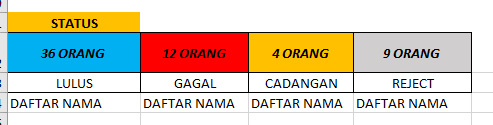 STATUS
36 ORANG 12 ORANG 4 ORANG 9 ORANG
LULUS GAGAL CADANGAN REJECT
DAFTAR NAMA DAFTAR NAMA DAFTAR NAMA DAFTAR NAMA